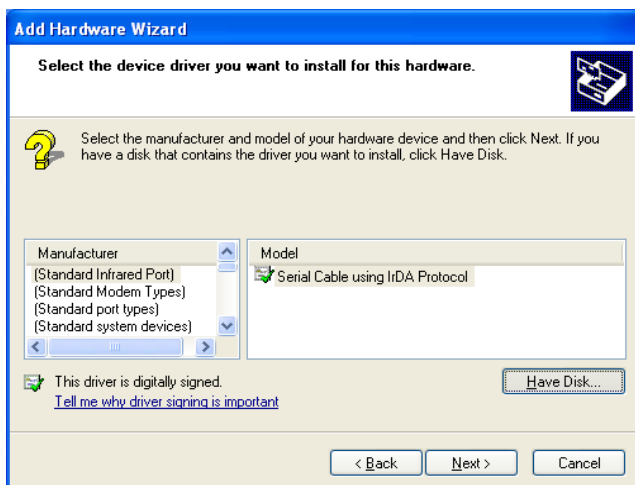 Add Hardware Wizard
Select the device driver you want to install for this hardware.
Select the manufacturer and model of your hardware device and then click Next. If you
have a disk that contains the driver you want to install, click Have Disk.
Manufacturer
(Standard Infrared Port)
(Standard Modem Types)
(Standard port types)
(Standard system devices)
Model
Serial Cable using IrDA Protocol
This driver is digitally signed.
Tell me why driver signing is important
Have Disk...
< Back
Next >
Cancel